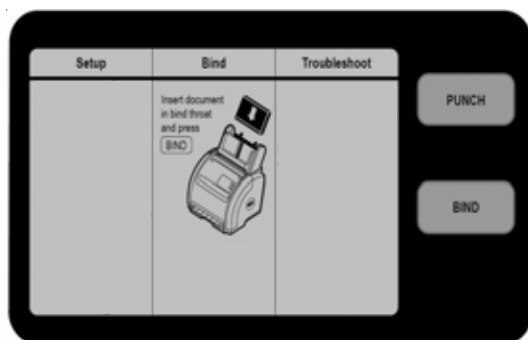 Setup
Bind
Troubleshoot
Insert document
in bind throat
and press
BIND
PUNCH
BIND